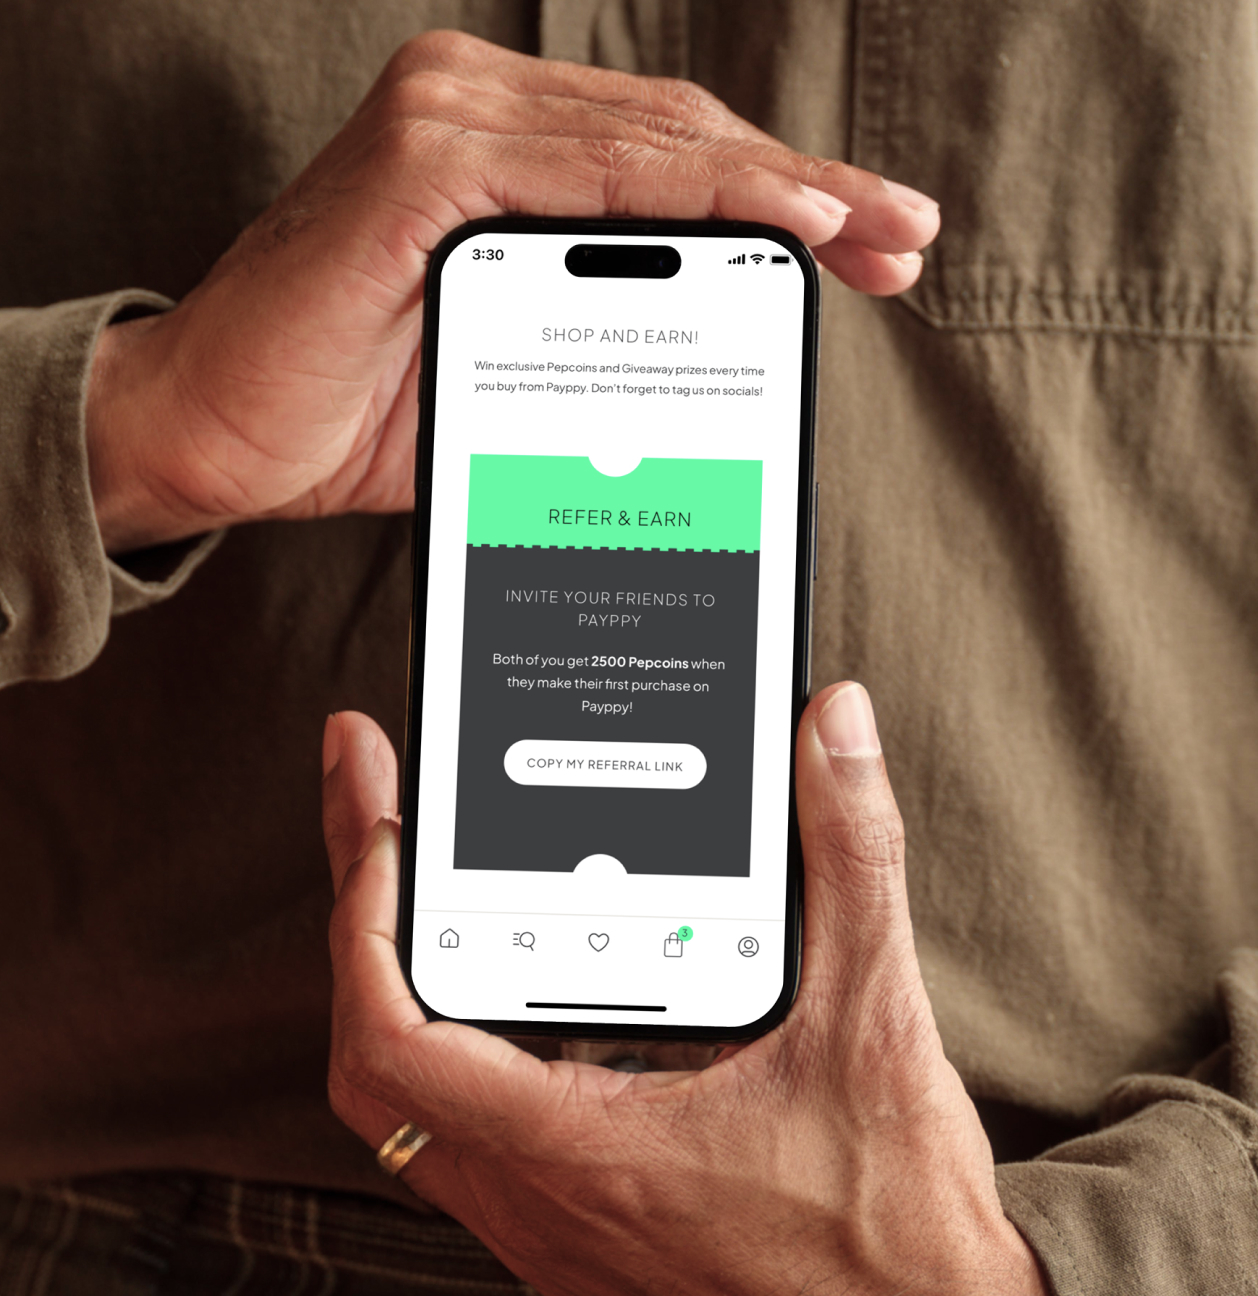 3:30
SHOP AND EARN!
Win exclusive Pepcoins and Giveaway prizes every time
you buy from Payppy. Don't forget to tag us on socials!
REFER & EARN
INVITE YOUR FRIENDS TO
PAYPPY
Both of you get 2500 Pepcoins when
they make their first purchase on
Payppy!
COPY MY REFERRAL LINK
3